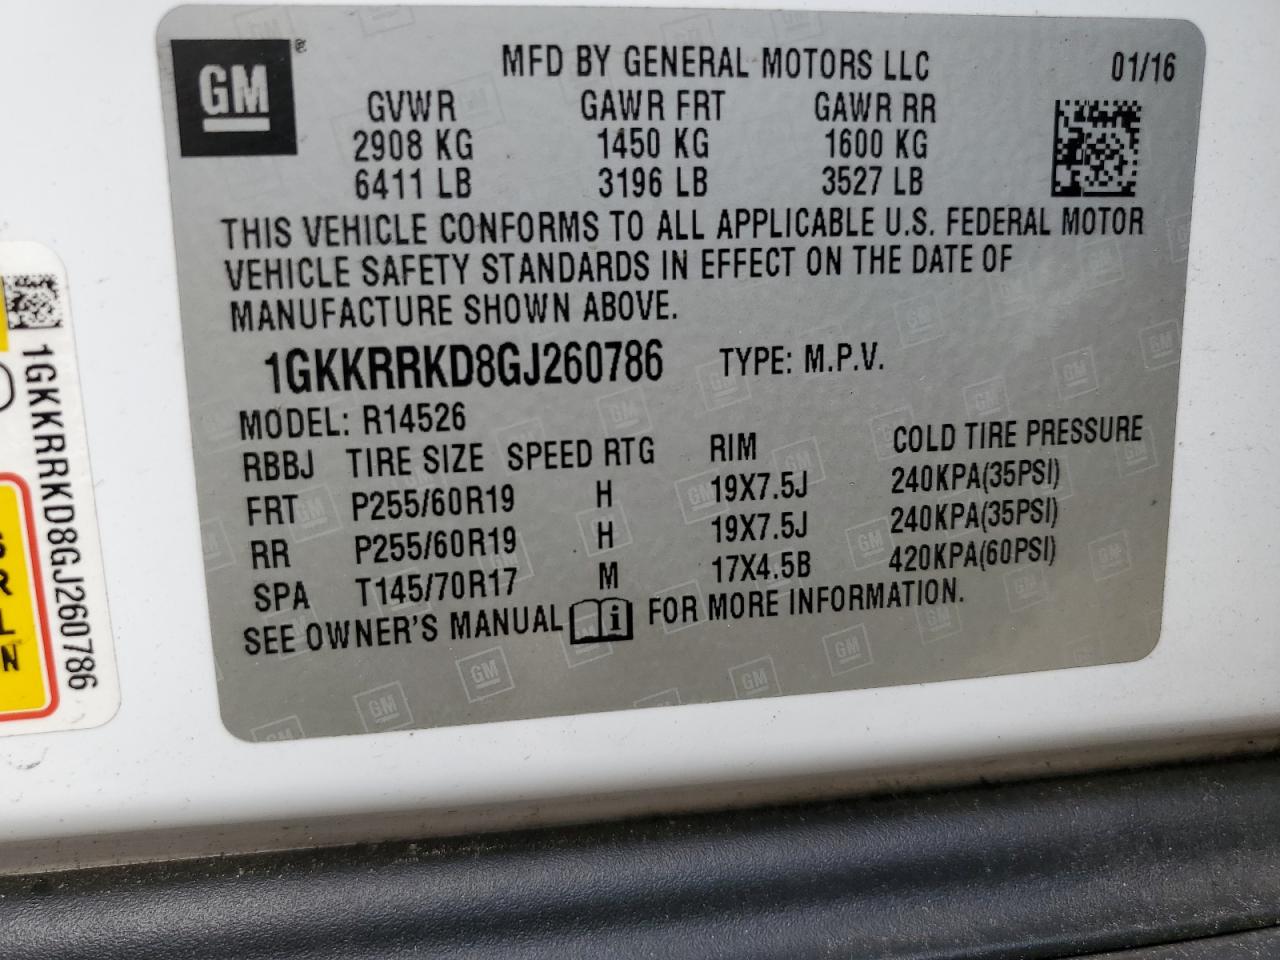 GM ®
MFD BY GENERAL MOTORS LLC 01/16
GVWR GAWR FRT GAWR RR
2908 KG 1450 KG 1600 KG
6411 LB 3196 LB 3527 LB
THIS VEHICLE CONFORMS TO ALL APPLICABLE U.S. FEDERAL MOTOR
VEHICLE SAFETY STANDARDS IN EFFECT ON THE DATE OF
MANUFACTURE SHOWN ABOVE.
1GKKRRKD8GJ260786 TYPE: M.P.V.
MODEL: R14526
RBBJ TIRE SIZE SPEED RTG RIM COLD TIRE PRESSURE
FRT P255/60R19 H 19X7.5J 240KPA(35PSI)
RR P255/60R19 H 19X7.5J 240KPA(35PSI)
SPA T145/70R17 M 17X4.5B 420KPA(60PSI)
SEE OWNER'S MANUAL i FOR MORE INFORMATION.
1GKKRRKD8GJ260786